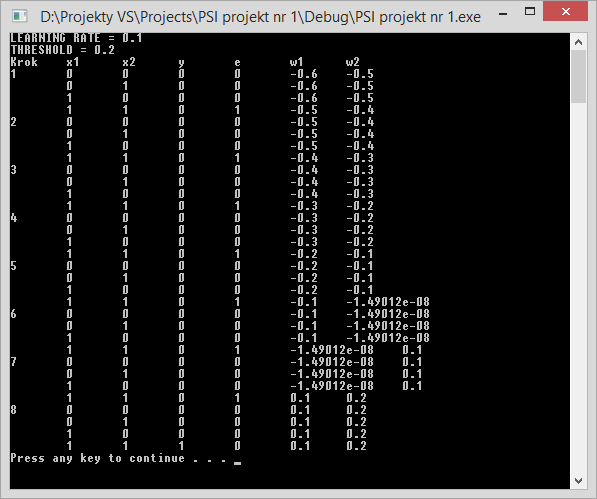 D:\Projekty VS\Projects\PSI projekt nr 1\Debug\PSI projekt nr 1.exe
LEARNING RATE = 0.1
THRESHOLD = 0.2
Krok x1 x2 y e w1 w2
1 0 0 0 0 -0.6 -0.5
0 1 0 0 -0.6 -0.5
1 0 0 0 -0.6 -0.5
1 1 0 1 -0.5 -0.4
2 0 0 0 0 -0.5 -0.4
0 1 0 0 -0.5 -0.4
1 0 0 0 -0.5 -0.4
1 1 0 1 -0.4 -0.3
3 0 0 0 0 -0.4 -0.3
0 1 0 0 -0.4 -0.3
1 0 0 0 -0.4 -0.3
1 1 0 1 -0.3 -0.2
4 0 0 0 0 -0.3 -0.2
0 1 0 0 -0.3 -0.2
1 0 0 0 -0.3 -0.2
1 1 0 1 -0.2 -0.1
5 0 0 0 0 -0.2 -0.1
0 1 0 0 -0.2 -0.1
1 0 0 0 -0.2 -0.1
1 1 0 1 -0.1 -1.49012e-08
6 0 0 0 0 -0.1 -1.49012e-08
0 1 0 0 -0.1 -1.49012e-08
1 0 0 0 -0.1 -1.49012e-08
1 1 0 1 -1.49012e-08 0.1
7 0 0 0 0 -1.49012e-08 0.1
0 1 0 0 -1.49012e-08 0.1
1 0 0 0 -1.49012e-08 0.1
1 1 0 1 0.1 0.2
8 0 0 0 0 0.1 0.2
0 1 0 0 0.1 0.2
1 0 0 0 0.1 0.2
1 1 1 0 0.1 0.2
Press any key to continue . . . _